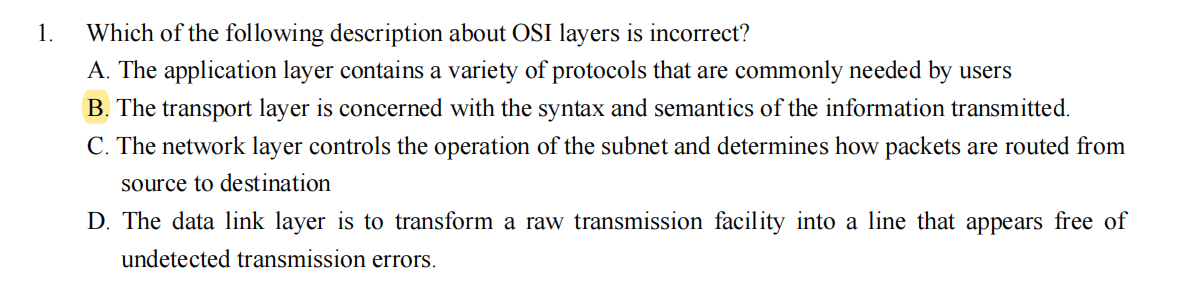 1. Which of the following description about OSI layers is incorrect?
A. The application layer contains a variety of protocols that are commonly needed by users
B. The transport layer is concerned with the syntax and semantics of the information transmitted.
C. The network layer controls the operation of the subnet and determines how packets are routed from
source to destination
D. The data link layer is to transform a raw transmission facility into a line that appears free of
undetected transmission errors.